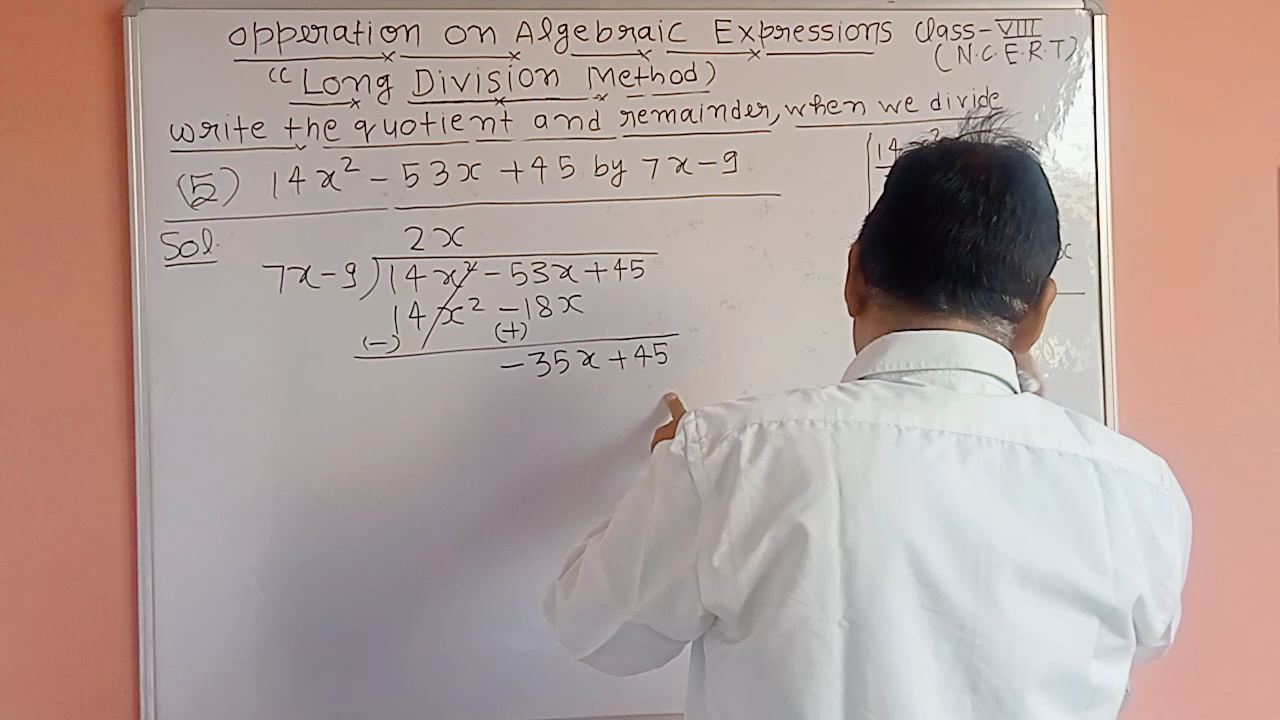 Opperation on Algebraic Expressions Class-VIII
(N.C.E.R.T)
"Long Division Method)
write the quotient and remainder, when we divide
(5) 14x² - 53x + 45 by 7x - 9
14x²
Sol.
2x
7x - 9) 14x² - 53x + 45
14x² - 18x
(-) (+)
-35x + 45